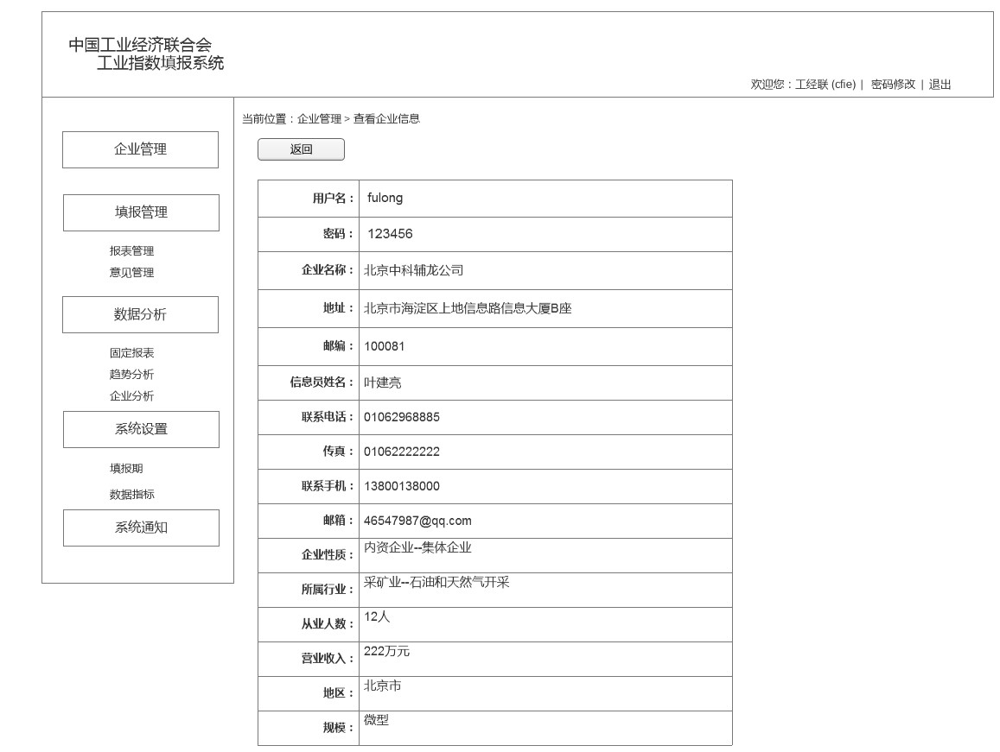 中国工业经济联合会
工业指数填报系统
欢迎您：工经联 (cfie) | 密码修改 | 退出
当前位置：企业管理 > 查看企业信息
返回
企业管理
填报管理
报表管理
意见管理
数据分析
固定报表
趋势分析
企业分析
系统设置
填报期
数据指标
系统通知
用户名： fulong
密码： 123456
企业名称： 北京中科辅龙公司
地址： 北京市海淀区上地信息路信息大厦B座
邮编： 100081
信息员姓名： 叶建亮
联系电话： 01062968885
传真： 01062222222
联系手机： 13800138000
邮箱： 46547987@qq.com
企业性质： 内资企业--集体企业
所属行业： 采矿业--石油和天然气开采
从业人数： 12人
营业收入： 222万元
地区： 北京市
规模： 微型